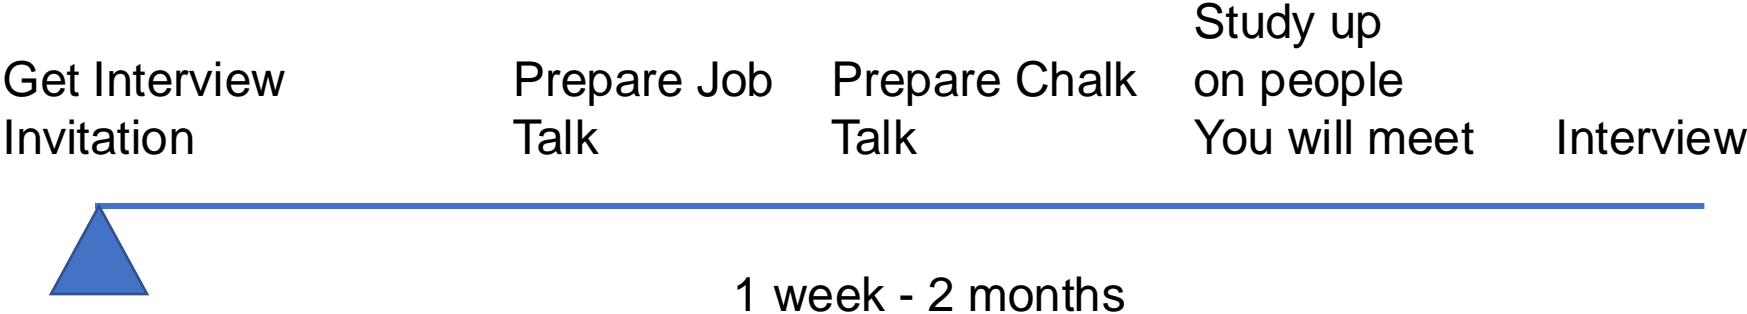 Get Interview
Invitation
Prepare Job
Talk
Prepare Chalk
Talk
Study up
on people
You will meet
Interview
1 week - 2 months